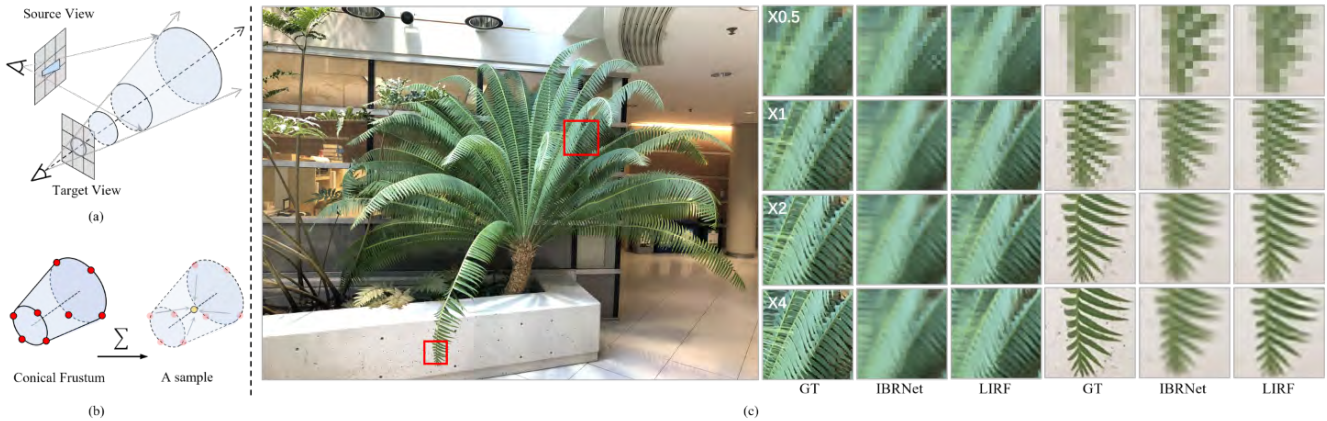 Source View
Target View
(a)
∑
Conical Frustum
A sample
(b)
X0.5
X1
X2
X4
GT
IBRNet
LIRF
GT
IBRNet
LIRF
(c)